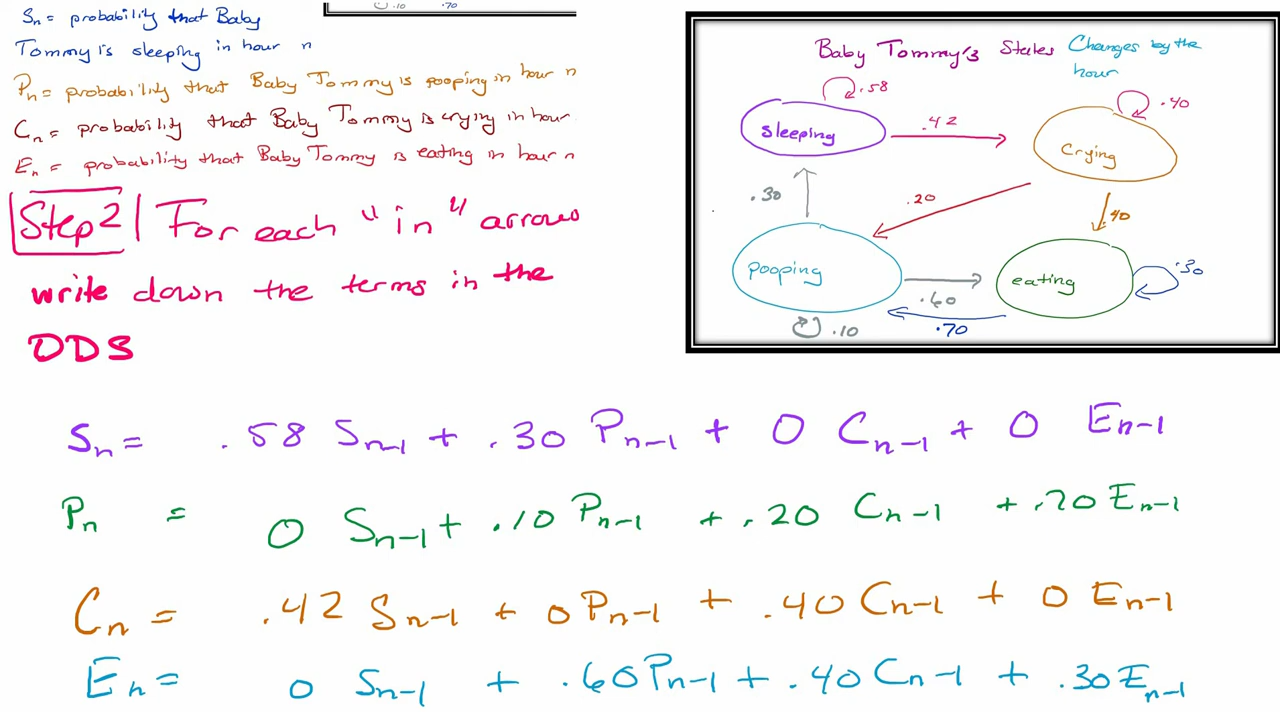 .10 .70
Sn = probability that Baby
Tommy is sleeping in hour n
Pn = probability that Baby Tommy is pooping in hour n
Cn = probability that Baby Tommy is crying in hour
En = probability that Baby Tommy is eating in hour n
Step 2 For each "in" arrows
write down the terms in the
DDS
Baby Tommy's States Changes by the
hour
.58
.40
sleeping
.42
Crying
.30
.20
.40
pooping
eating
.30
.60
.10
.70
Sn = .58 Sn-1 + .30 Pn-1 + 0 Cn-1 + 0 En-1
Pn = 0 Sn-1 + .10 Pn-1 + .20 Cn-1 + .70 En-1
Cn = .42 Sn-1 + 0 Pn-1 + .40 Cn-1 + 0 En-1
En = 0 Sn-1 + .60 Pn-1 + .40 Cn-1 + .30 En-1